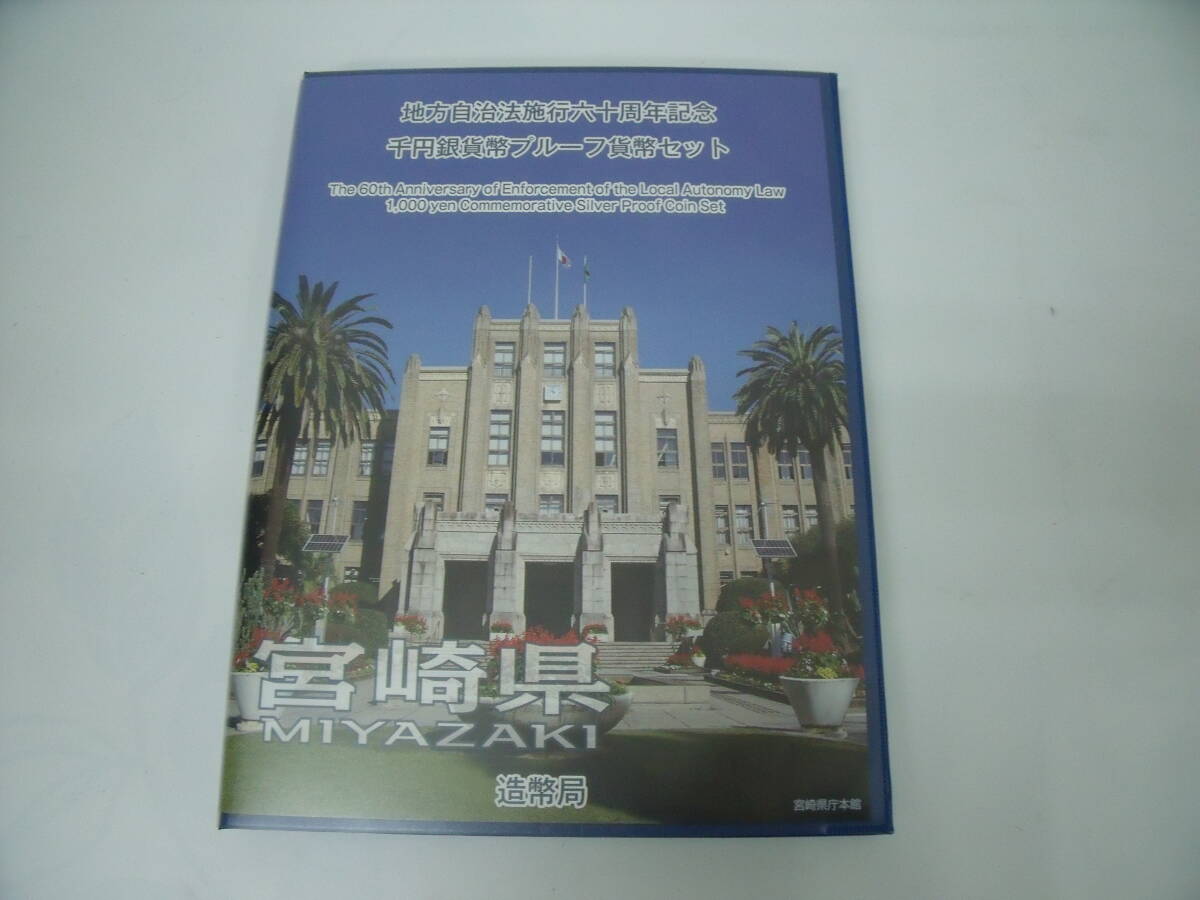 地方自治法施行六十周年記念
千円銀貨幣プルーフ貨幣セット
The 60th Anniversary of Enforcement of the Local Autonomy Law
1,000 yen Commemorative Silver Proof Coin Set
宮崎県
MIYAZAKI
造幣局
宮崎県庁本館